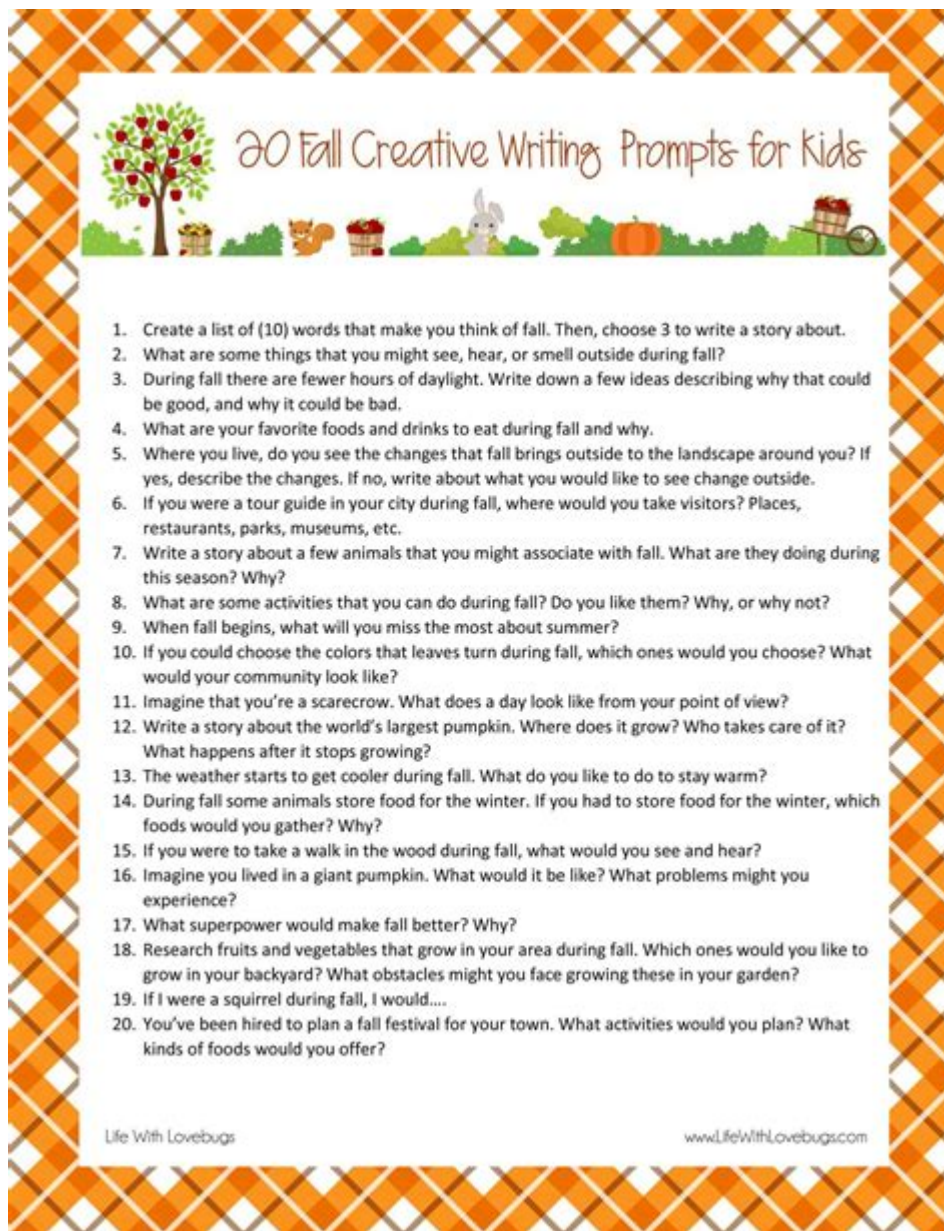 20 Fall Creative Writing Prompts for Kids
1. Create a list of (10) words that make you think of fall. Then, choose 3 to write a story about.
2. What are some things that you might see, hear, or smell outside during fall?
3. During fall there are fewer hours of daylight. Write down a few ideas describing why that could
be good, and why it could be bad.
4. What are your favorite foods and drinks to eat during fall and why.
5. Where you live, do you see the changes that fall brings outside to the landscape around you? If
yes, describe the changes. If no, write about what you would like to see change outside.
6. If you were a tour guide in your city during fall, where would you take visitors? Places,
restaurants, parks, museums, etc.
7. Write a story about a few animals that you might associate with fall. What are they doing during
this season? Why?
8. What are some activities that you can do during fall? Do you like them? Why, or why not?
9. When fall begins, what will you miss the most about summer?
10. If you could choose the colors that leaves turn during fall, which ones would you choose? What
would your community look like?
11. Imagine that you're a scarecrow. What does a day look like from your point of view?
12. Write a story about the world's largest pumpkin. Where does it grow? Who takes care of it?
What happens after it stops growing?
13. The weather starts to get cooler during fall. What do you like to do to stay warm?
14. During fall some animals store food for the winter. If you had to store food for the winter, which
foods would you gather? Why?
15. If you were to take a walk in the wood during fall, what would you see and hear?
16. Imagine you lived in a giant pumpkin. What would it be like? What problems might you
experience?
17. What superpower would make fall better? Why?
18. Research fruits and vegetables that grow in your area during fall. Which ones would you like to
grow in your backyard? What obstacles might you face growing these in your garden?
19. If I were a squirrel during fall, I would....
20. You've been hired to plan a fall festival for your town. What activities would you plan? What
kinds of foods would you offer?
Life With Lovebugs
www.LifeWithLovebugs.com